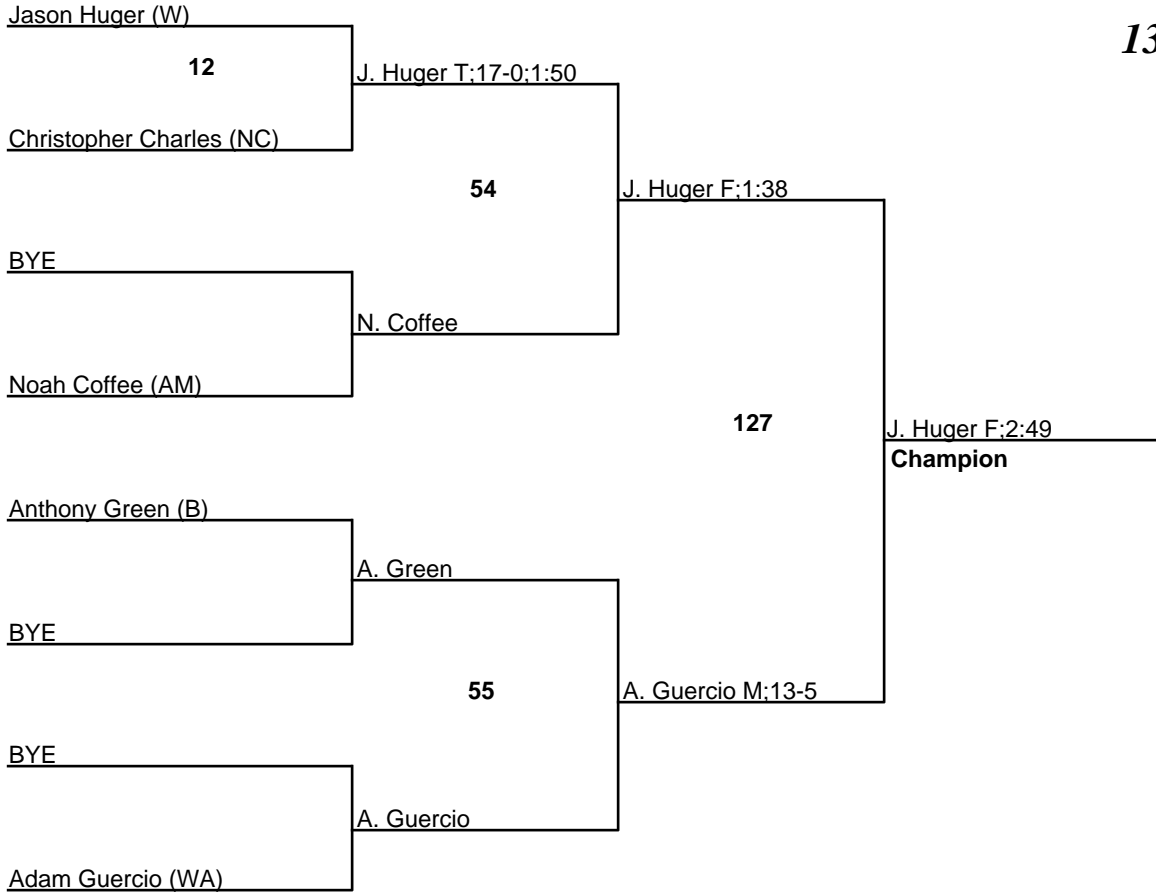 Jason Huger (W)
13
12
J. Huger T;17-0;1:50
Christopher Charles (NC)
54
J. Huger F;1:38
BYE
N. Coffee
Noah Coffee (AM)
127
J. Huger F;2:49
Champion
Anthony Green (B)
A. Green
BYE
55
A. Guercio M;13-5
BYE
A. Guercio
Adam Guercio (WA)